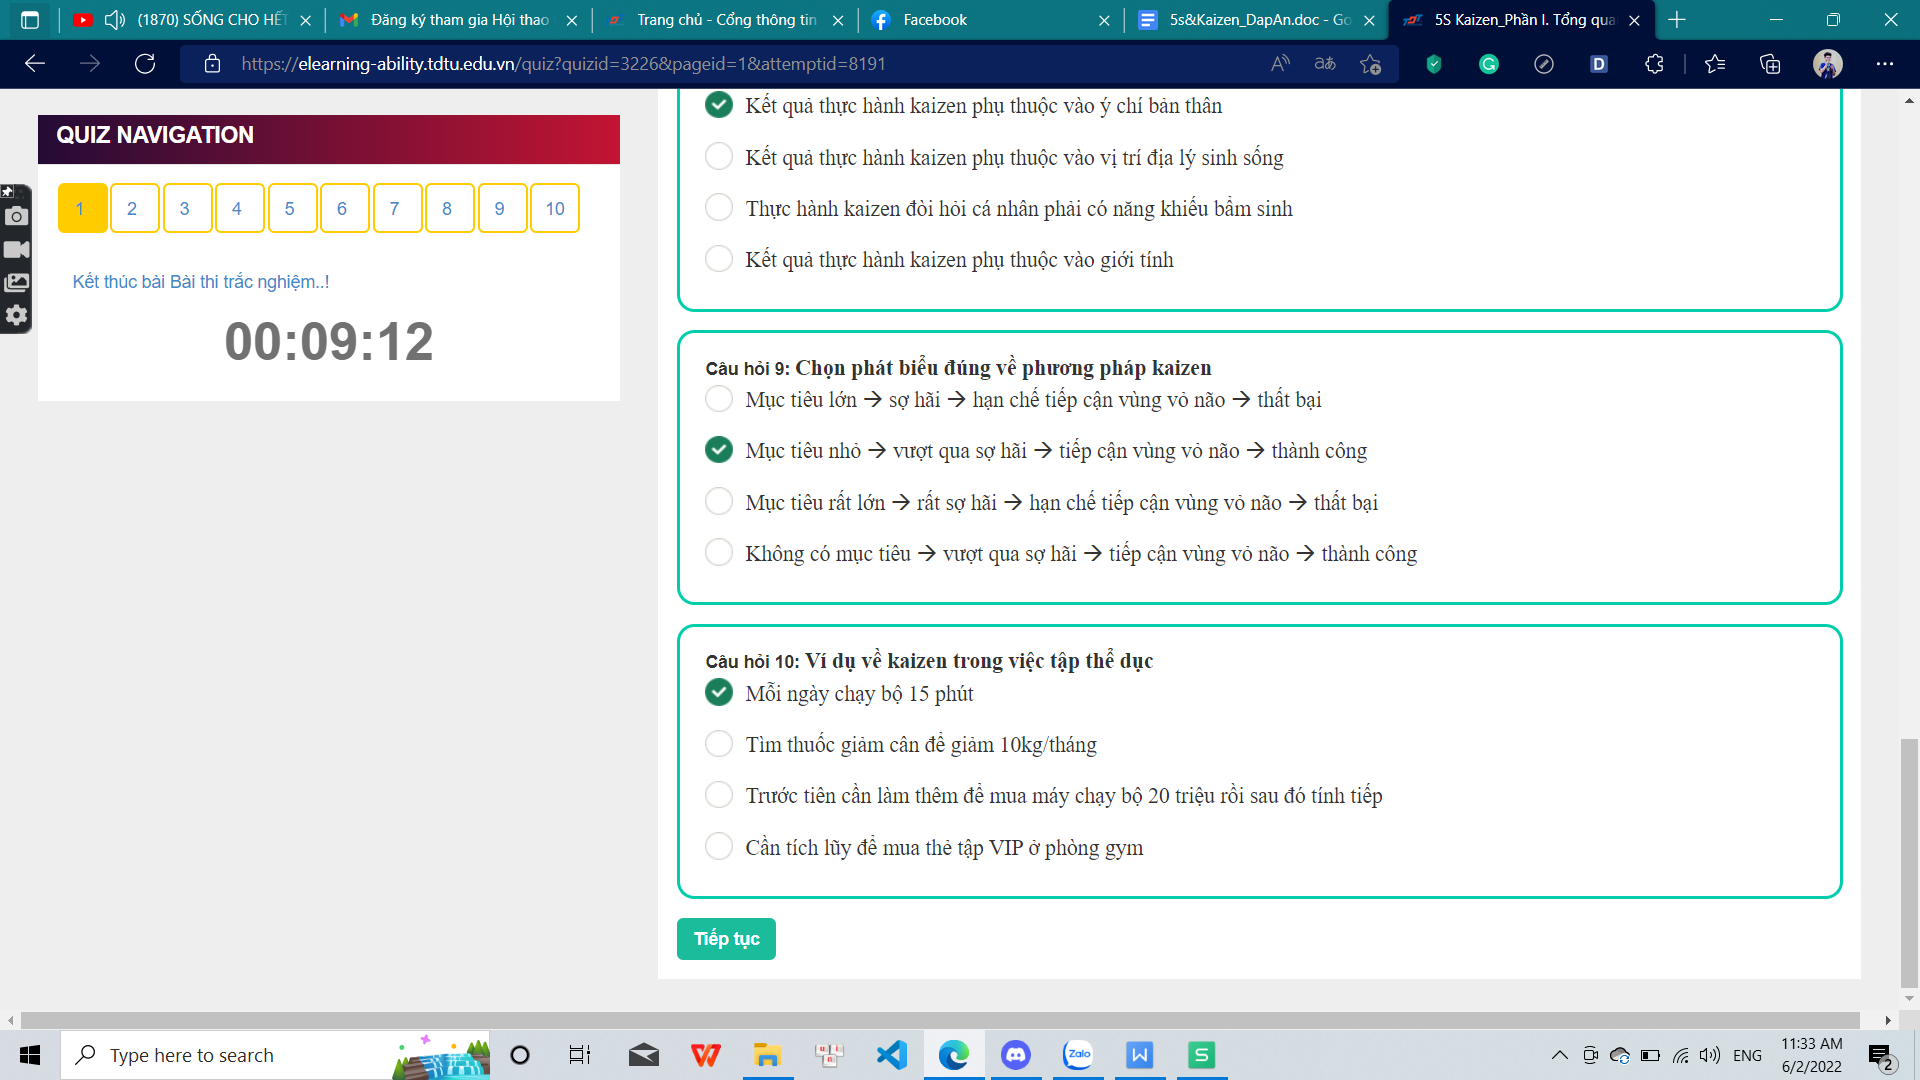 (1870) SỐNG CHO HẾT
Đăng ký tham gia Hội thao
Trang chủ - Cổng thông tin
Facebook
5s&Kaizen_DapAn.doc - Go
5S Kaizen_Phần I. Tổng qua
https://elearning-ability.tdtu.edu.vn/quiz?quizid=3226&pageid=1&attemptid=8191
QUIZ NAVIGATION
1 2 3 4 5 6 7 8 9 10
Kết thúc bài Bài thi trắc nghiệm..!
00:09:12
Kết quả thực hành kaizen phụ thuộc vào ý chí bản thân
Kết quả thực hành kaizen phụ thuộc vào vị trí địa lý sinh sống
Thực hành kaizen đòi hỏi cá nhân phải có năng khiếu bẩm sinh
Kết quả thực hành kaizen phụ thuộc vào giới tính
Câu hỏi 9: Chọn phát biểu đúng về phương pháp kaizen
Mục tiêu lớn → sợ hãi → hạn chế tiếp cận vùng vỏ não → thất bại
Mục tiêu nhỏ → vượt qua sợ hãi → tiếp cận vùng vỏ não → thành công
Mục tiêu rất lớn → rất sợ hãi → hạn chế tiếp cận vùng vỏ não → thất bại
Không có mục tiêu → vượt qua sợ hãi → tiếp cận vùng vỏ não → thành công
Câu hỏi 10: Ví dụ về kaizen trong việc tập thể dục
Mỗi ngày chạy bộ 15 phút
Tìm thuốc giảm cân để giảm 10kg/tháng
Trước tiên cần làm thêm để mua máy chạy bộ 20 triệu rồi sau đó tính tiếp
Cần tích lũy để mua thẻ tập VIP ở phòng gym
Tiếp tục
Type here to search
Zalo
ENG
11:33 AM
6/2/2022
2